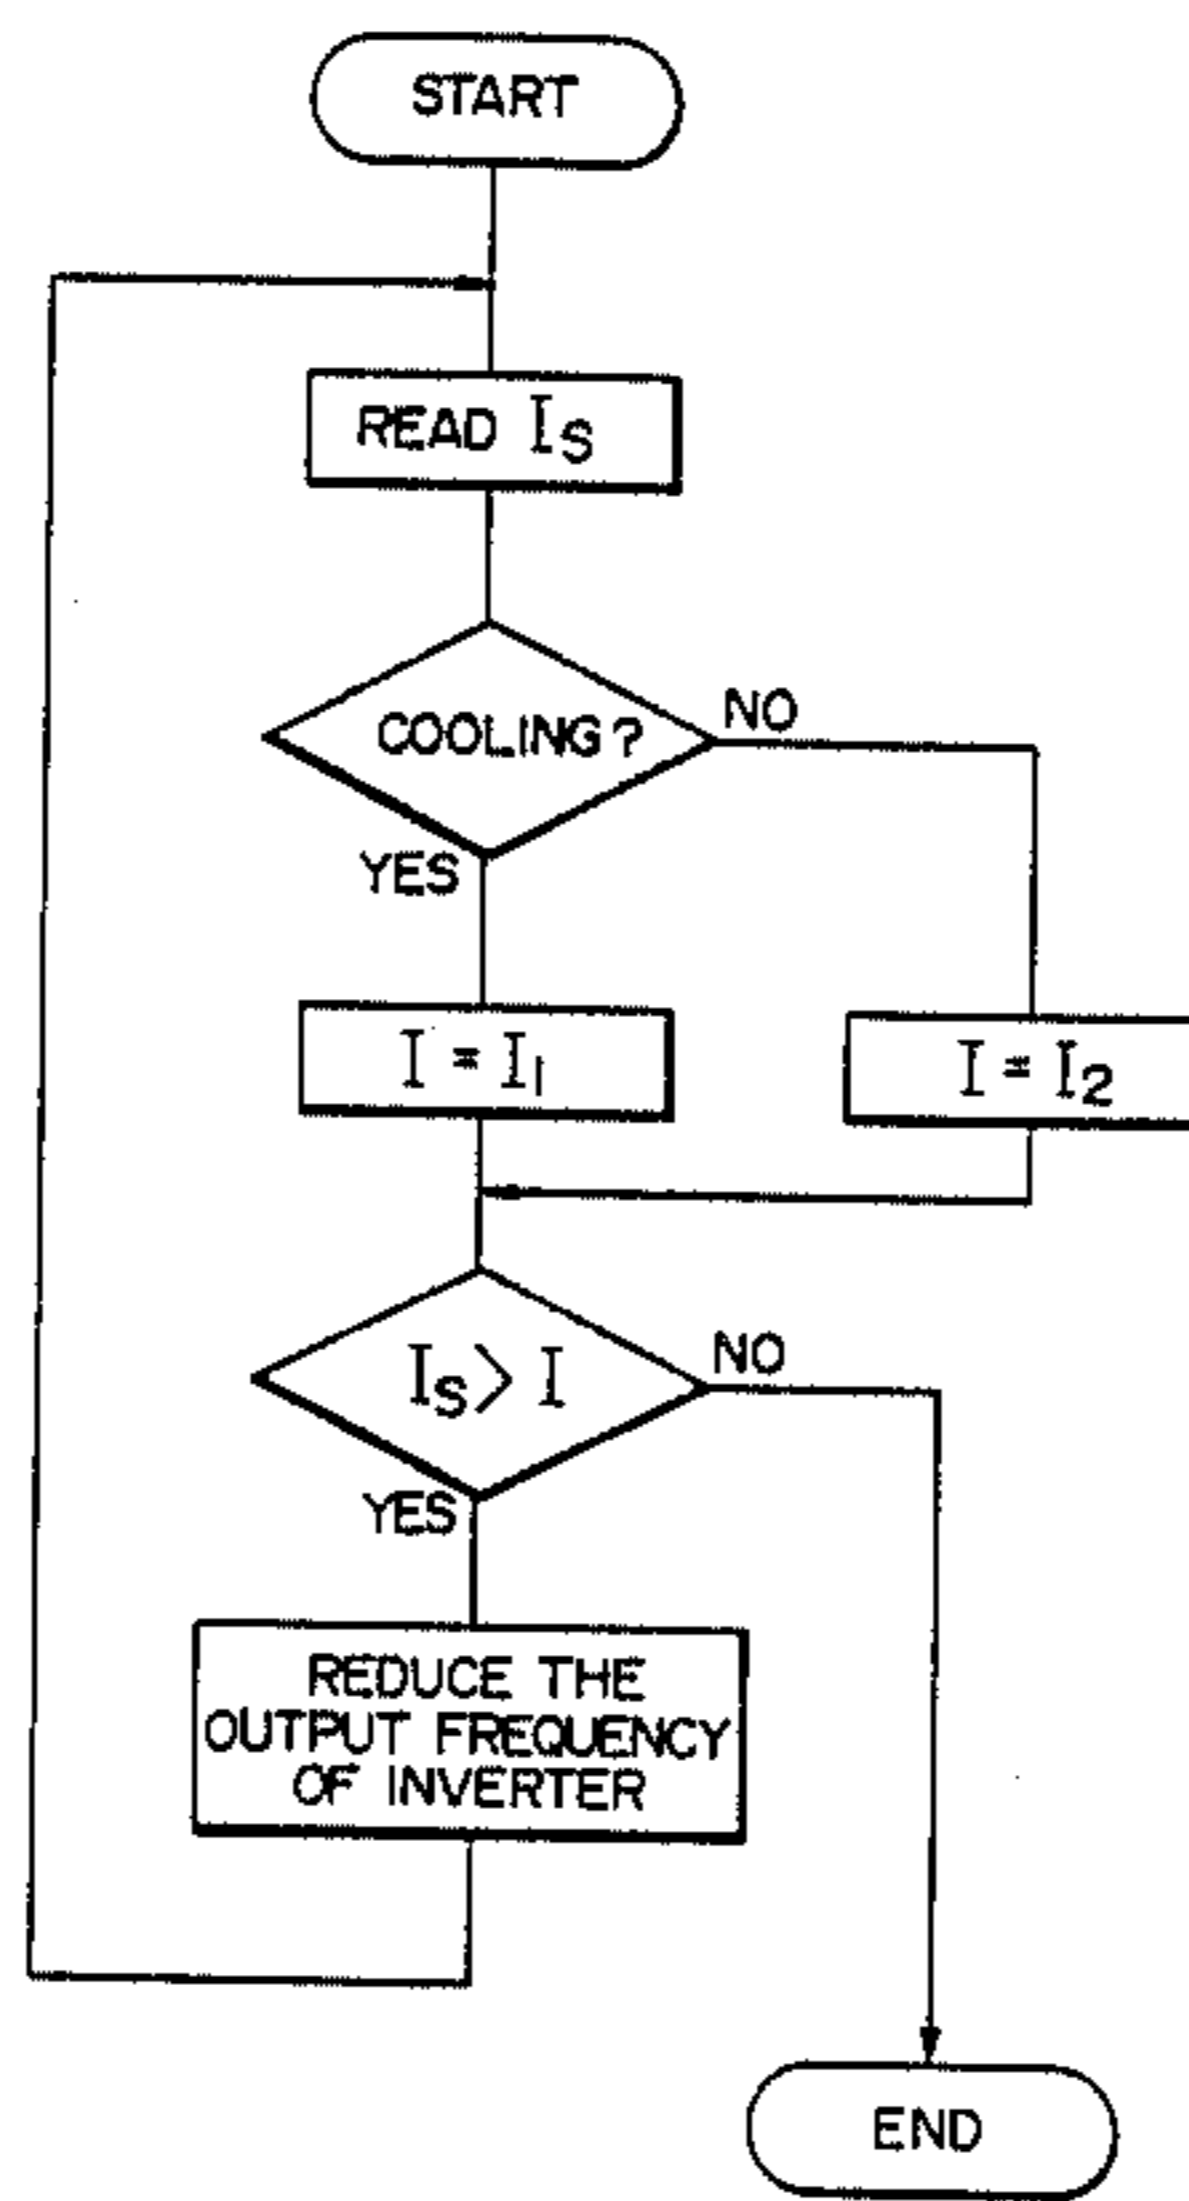 START
READ Is
COOLING?
NO
YES
I = I1
I = I2
Is > I
NO
YES
REDUCE THE
OUTPUT FREQUENCY
OF INVERTER
END